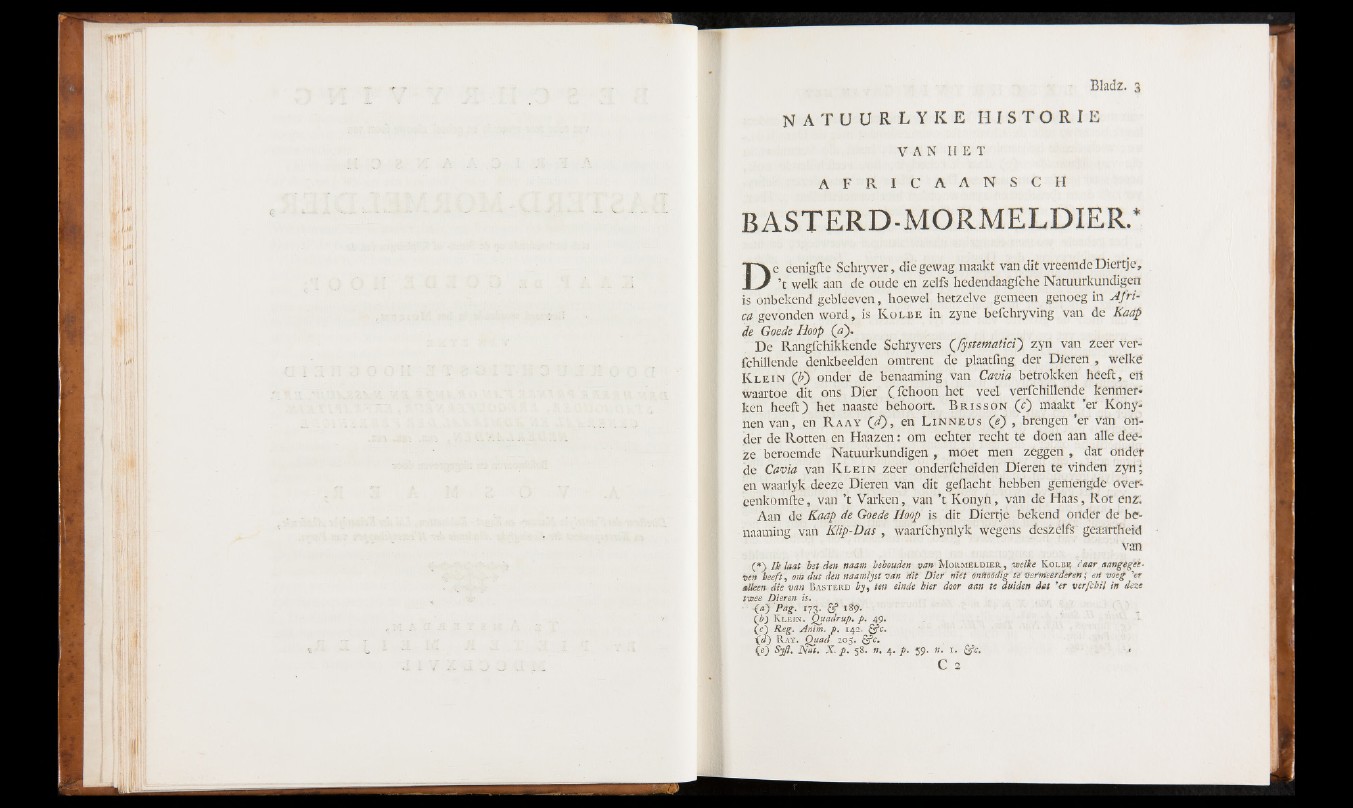 Bladz. 3
NATUURLYKE HISTORIE
VAN HET
AFRICAANSCH
BASTERD-MORMELDIER.*
De eenigſte Schryver, die gewag maakt van dit vreemde Diertje,
't welk aan de oude en zelfs hedendaagſche Natuurkundigen
is onbekend gebleeven, hoewel hetzelve gemeen genoeg in Afri-
ca gevonden word, is KOLBE in zyne beſchryving van de Kaap
de Goede Hoop (a).
De Rangſchikkende Schryvers (ſystematici) zyn van zeer ver-
ſchillende denkbeelden omtrent de plaatſing der Dieren, welke
KLEIN (b) onder de benaaming van Cavia betrokken heeft, en
waartoe dit ons Dier (ſchoon het veel verſchillende kenmer-
ken heeft) het naaste behoort. BRISSON (c) maakt 'er Kony-
nen van, en RAAY (d), en LINNEUS (e), brengen 'er van on-
der de Rotten en Haazen: om echter recht te doen aan alle dee-
ze beroemde Natuurkundigen, moet men zeggen, dat onder
de Cavia van KLEIN zeer onderſcheiden Dieren te vinden zyn;
en waarlyk deeze Dieren van dit geſlacht hebben gemengde over-
eenkomſte, van 't Varken, van 't Konyn, van de Haas, Rot enz.
Aan de Kaap de Goede Hoop is dit Diertje bekend onder de be-
naaming van Klip-Das, waarſchynlyk wegens deszelfs geaartheid
van
(*) Ik laat het den naam behouden van MORMELDIER, welke KOLBE daar aangegee-
ven heeft, om dus den naamlyst van dit Dier niet onnoodig te vermeerderen; en voeg 'er
alleen die van BASTERD by, ten einde hier door aan te duiden dat 'er verſchil in deze
twee Dieren is.
(a) Pag. 173. & 189.
(b) KLEIN. Quadrup. p. 49.
(c) Reg. Anim. p. 142. &c.
(d) RAY. Quad 205. &c.
(e) Syſt. Nat. X. p. 58. n. 4. p. 59. n. 1. &c.
C 2